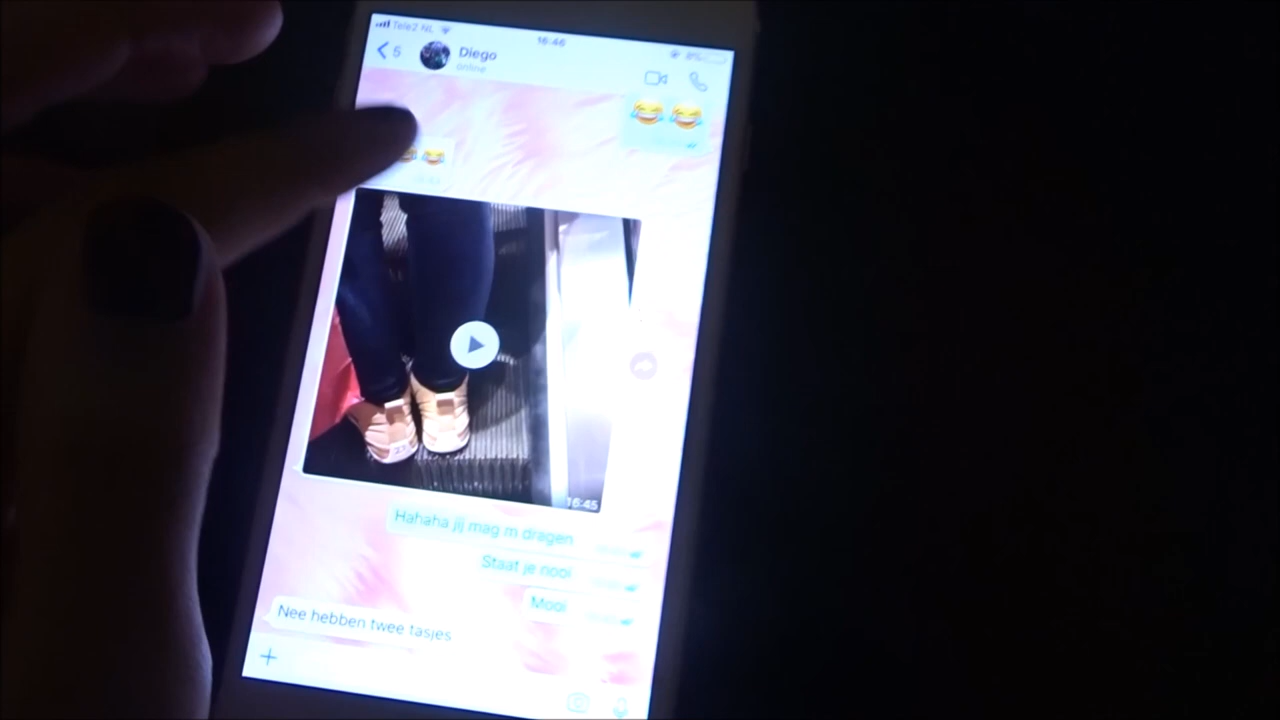 Tele2 NL
16:46
5
Diego
online
16:45
Hahaha jij mag m dragen
Staat je nooi
Mooi
Nee hebben twee tasjes